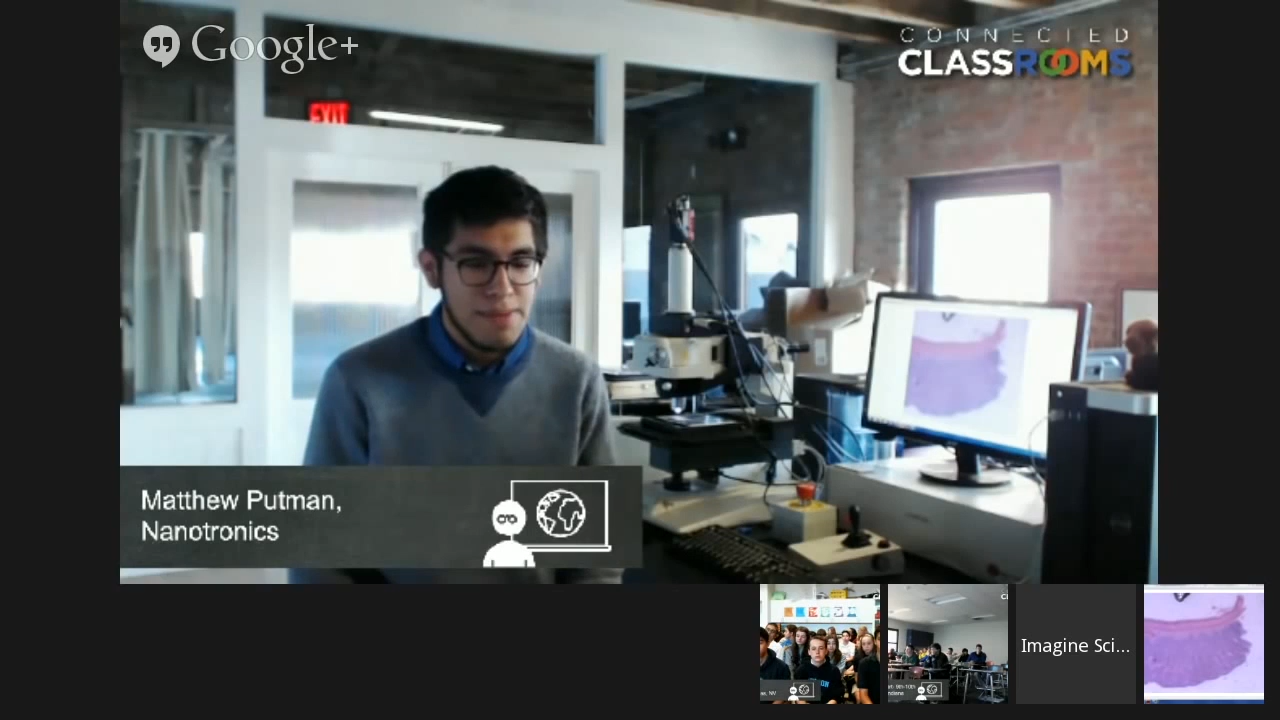 Google+
CONNECTED
CLASSROOMS
EXIT
Matthew Putman,
Nanotronics
Imagine Sci...